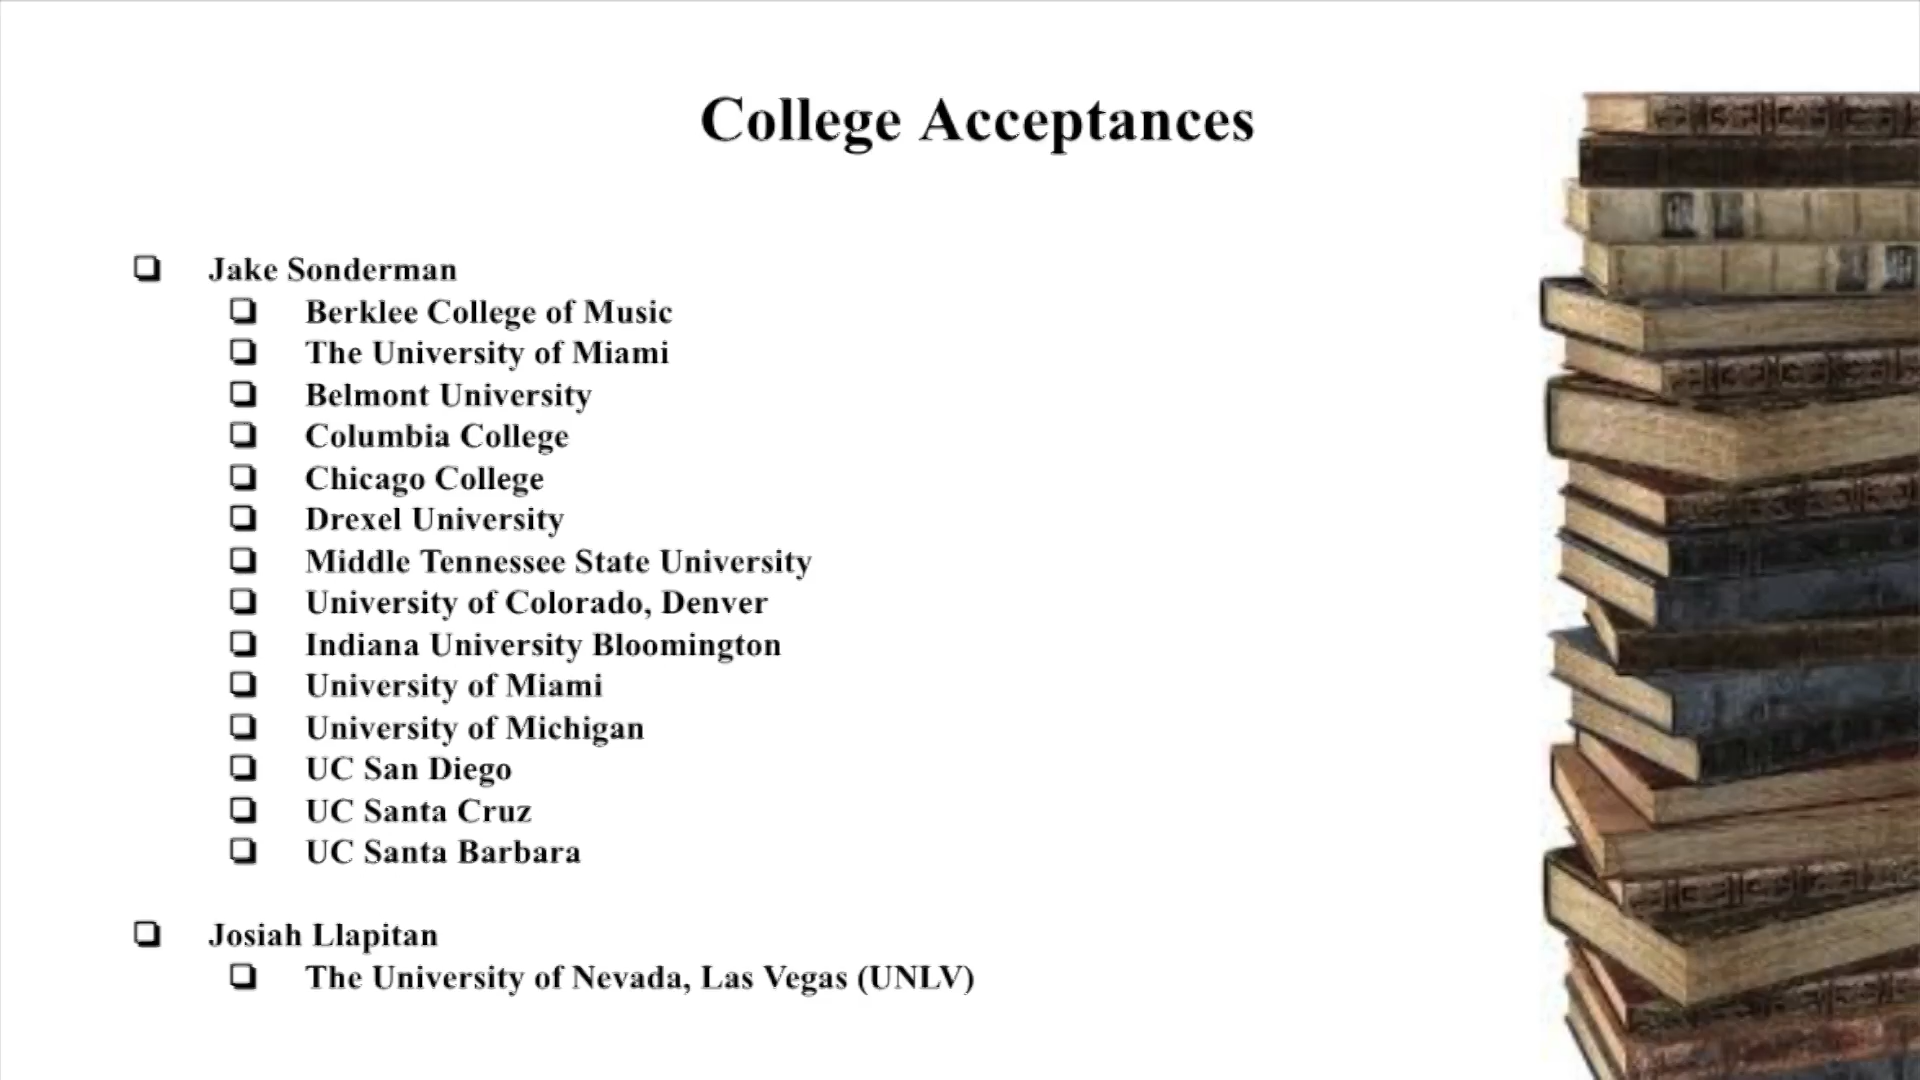 College Acceptances
Jake Sonderman
Berklee College of Music
The University of Miami
Belmont University
Columbia College
Chicago College
Drexel University
Middle Tennessee State University
University of Colorado, Denver
Indiana University Bloomington
University of Miami
University of Michigan
UC San Diego
UC Santa Cruz
UC Santa Barbara
Josiah Llapitan
The University of Nevada, Las Vegas (UNLV)